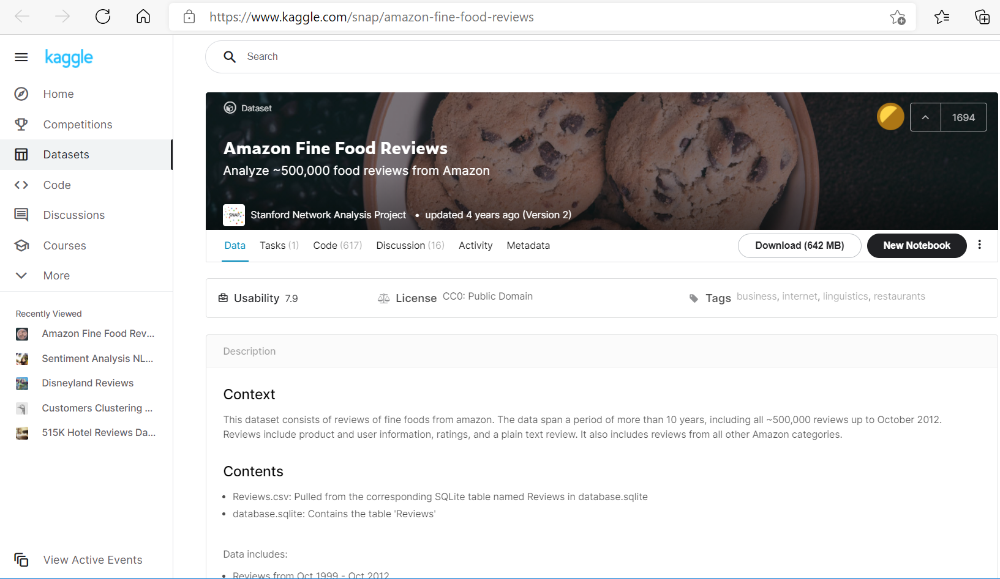 https://www.kaggle.com/snap/amazon-fine-food-reviews
kaggle
Search
Home
Competitions
Datasets
Code
Discussions
Courses
More
Recently Viewed
Amazon Fine Food Rev...
Sentiment Analysis NL...
Disneyland Reviews
Customers Clustering ...
515K Hotel Reviews Da...
View Active Events
Dataset
1694
Amazon Fine Food Reviews
Analyze ~500,000 food reviews from Amazon
SNAP
Stanford Network Analysis Project • updated 4 years ago (Version 2)
Data Tasks (1) Code (617) Discussion (16) Activity Metadata Download (642 MB) New Notebook
Usability 7.9 License CC0: Public Domain Tags business, internet, linguistics, restaurants
Description
Context
This dataset consists of reviews of fine foods from amazon. The data span a period of more than 10 years, including all ~500,000 reviews up to October 2012.
Reviews include product and user information, ratings, and a plain text review. It also includes reviews from all other Amazon categories.
Contents
• Reviews.csv: Pulled from the corresponding SQLite table named Reviews in database.sqlite
• database.sqlite: Contains the table 'Reviews'
Data includes:
• Reviews from Oct 1999 - Oct 2012